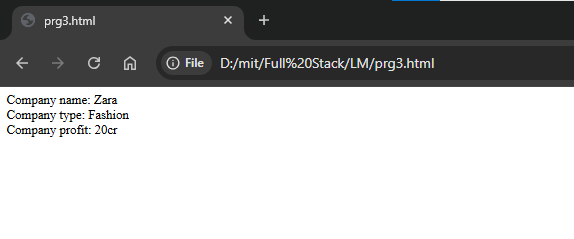 prg3.html
File D:/mit/Full%20Stack/LM/prg3.html
Company name: Zara
Company type: Fashion
Company profit: 20cr